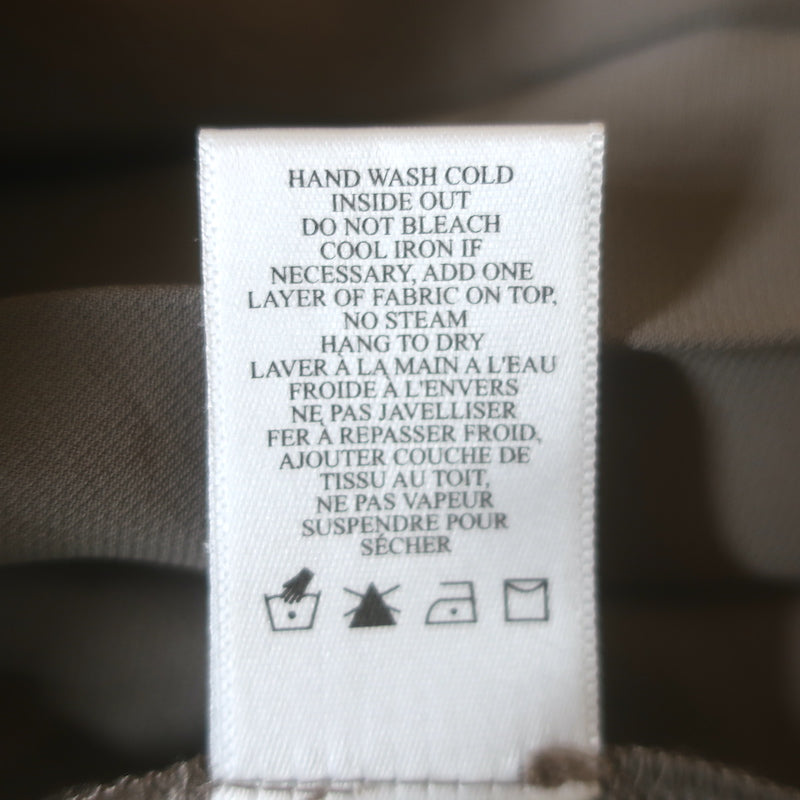 HAND WASH COLD
INSIDE OUT
DO NOT BLEACH
COOL IRON IF
NECESSARY, ADD ONE
LAYER OF FABRIC ON TOP,
NO STEAM
HANG TO DRY
LAVER À LA MAIN A L'EAU
FROIDE À L'ENVERS
NE PAS JAVELLISER
FER À REPASSER FROID,
AJOUTER COUCHE DE
TISSU AU TOIT,
NE PAS VAPEUR
SUSPENDRE POUR
SÉCHER